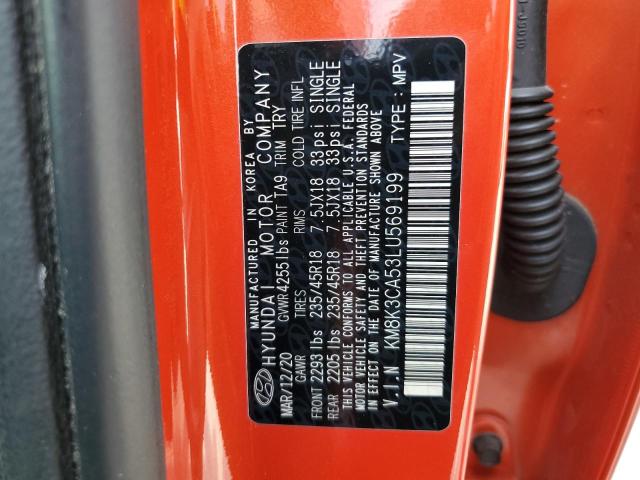 MANUFACTURED IN KOREA BY
HYUNDAI MOTOR COMPANY
MAR/12/20 GVWR 4255lbs PAINT TA9 TRIM TRY
GAWR TIRES RIMS COLD TIRE INFL
FRONT 2293 lbs 235/45R18 7.5JX18 33psi SINGLE
REAR 2205 lbs 235/45R18 7.5JX18 33psi SINGLE
THIS VEHICLE CONFORMS TO ALL APPLICABLE U.S.A. FEDERAL
MOTOR VEHICLE SAFETY AND THEFT PREVENTION STANDARDS
IN EFFECT ON THE DATE OF MANUFACTURE SHOWN ABOVE
V.I.N KM8K3CA53LU569199 TYPE : MPV